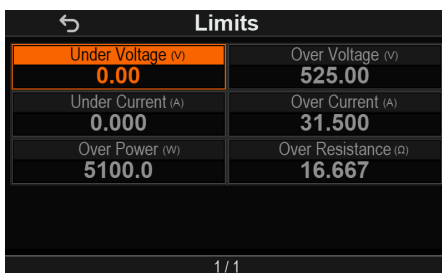 Limits
Under Voltage (V) Over Voltage (V)
0.00 525.00
Under Current (A) Over Current (A)
0.000 31.500
Over Power (W) Over Resistance (Ω)
5100.0 16.667
1 / 1